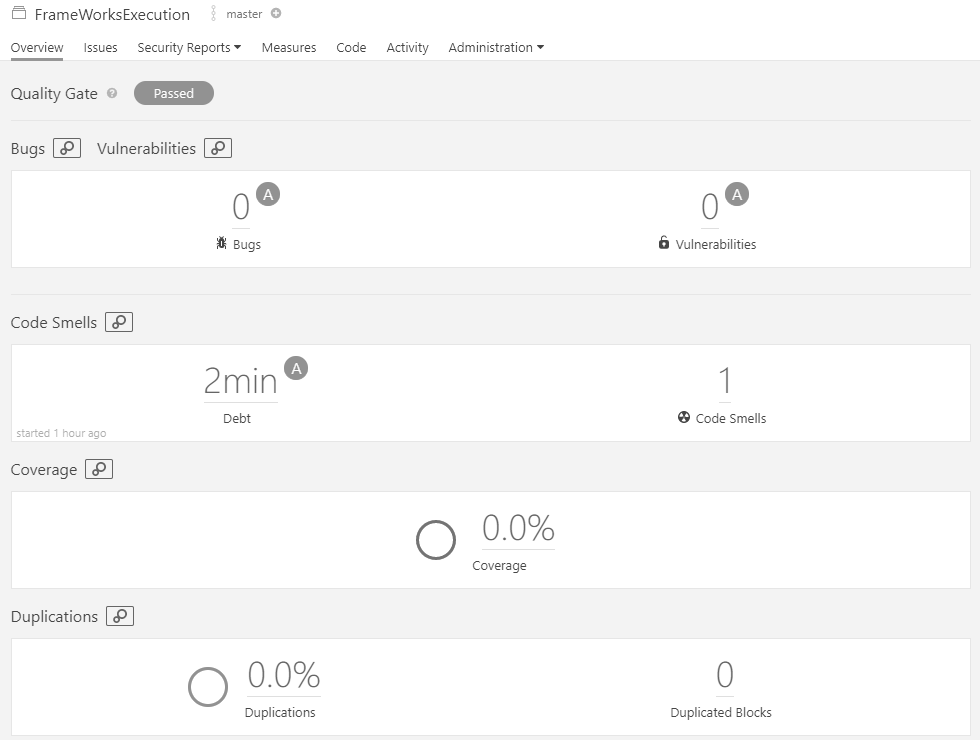 FrameWorksExecution master
Overview Issues Security Reports Measures Code Activity Administration
Quality Gate ? Passed
Bugs Vulnerabilities
0 A 0 A
Bugs Vulnerabilities
Code Smells
2min A 1
Debt Code Smells
started 1 hour ago
Coverage
0.0%
Coverage
Duplications
0.0% 0
Duplications Duplicated Blocks